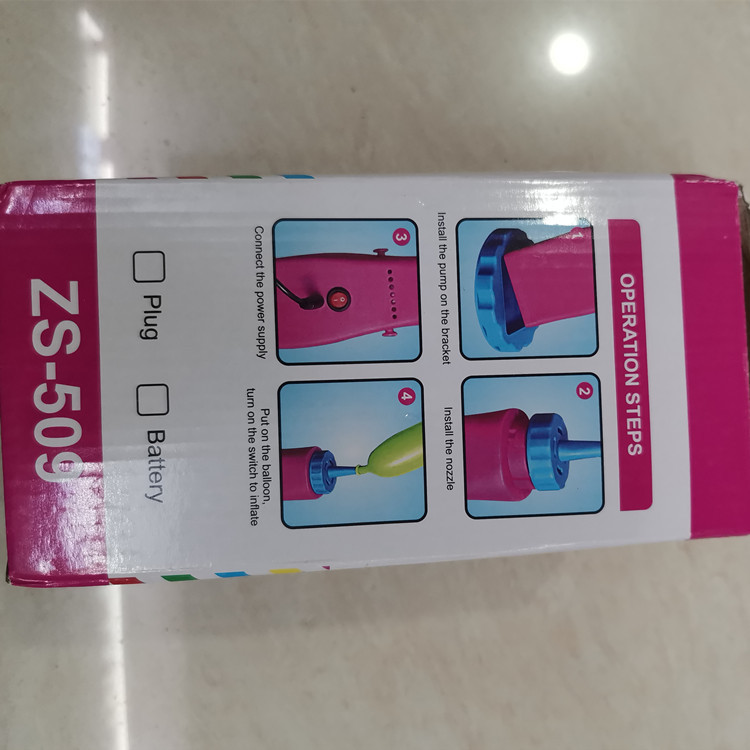 OPERATION STEPS
1
Install the pump on the bracket
2
Install the nozzle
3
Connect the power supply
4
Put on the balloon,
turn on the switch to inflate
Plug
Battery
ZS-509